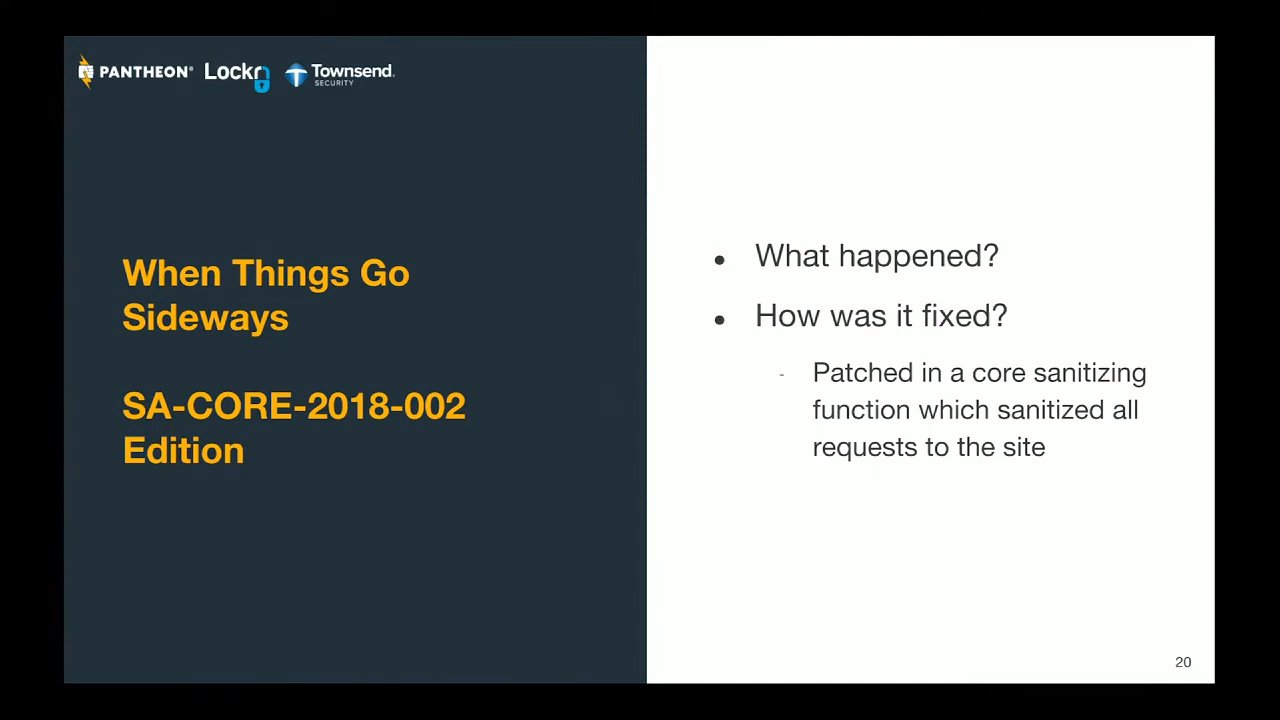 PANTHEON® Lockr Townsend®
SECURITY
When Things Go
Sideways
SA-CORE-2018-002
Edition
● What happened?
● How was it fixed?
- Patched in a core sanitizing
function which sanitized all
requests to the site
20